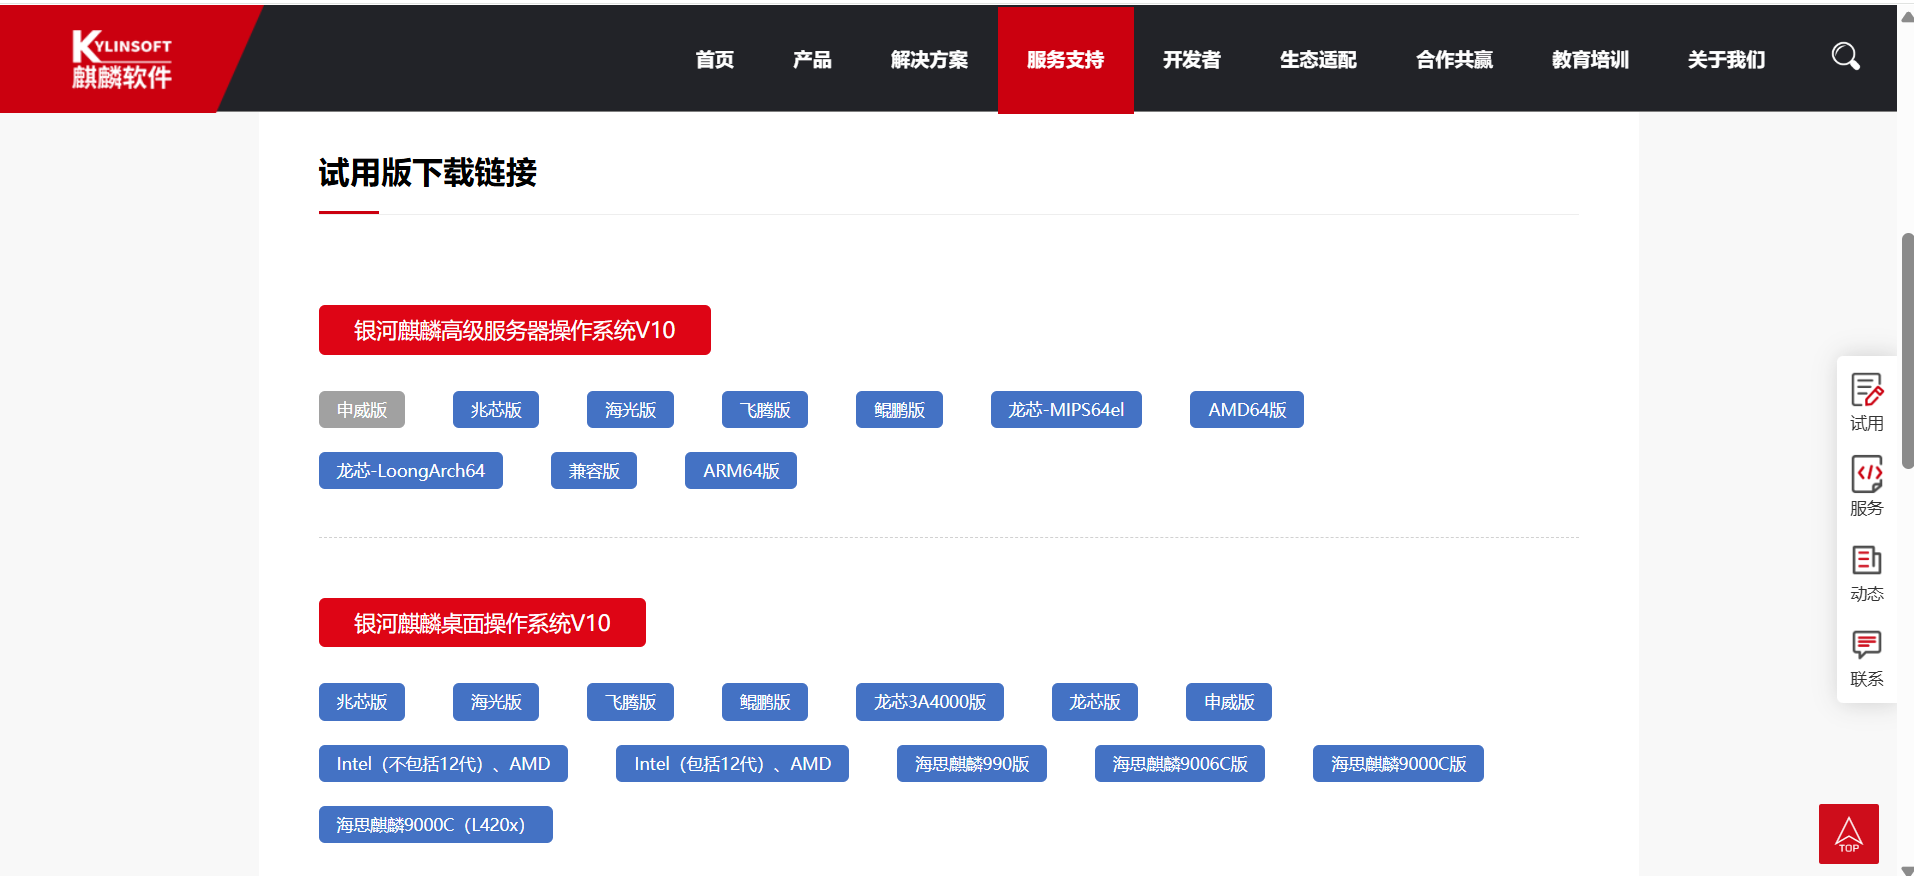 KYLINSOFT
麒麟软件
首页 产品 解决方案 服务支持 开发者 生态适配 合作共赢 教育培训 关于我们
试用版下载链接
银河麒麟高级服务器操作系统V10
申威版 兆芯版 海光版 飞腾版 鲲鹏版 龙芯-MIPS64el AMD64版
龙芯-LoongArch64 兼容版 ARM64版
银河麒麟桌面操作系统V10
兆芯版 海光版 飞腾版 鲲鹏版 龙芯3A4000版 龙芯版 申威版
Intel（不包括12代）、AMD Intel（包括12代）、AMD 海思麒麟990版 海思麒麟9006C版 海思麒麟9000C版
海思麒麟9000C（L420x）
试用
服务
动态
联系
TOP